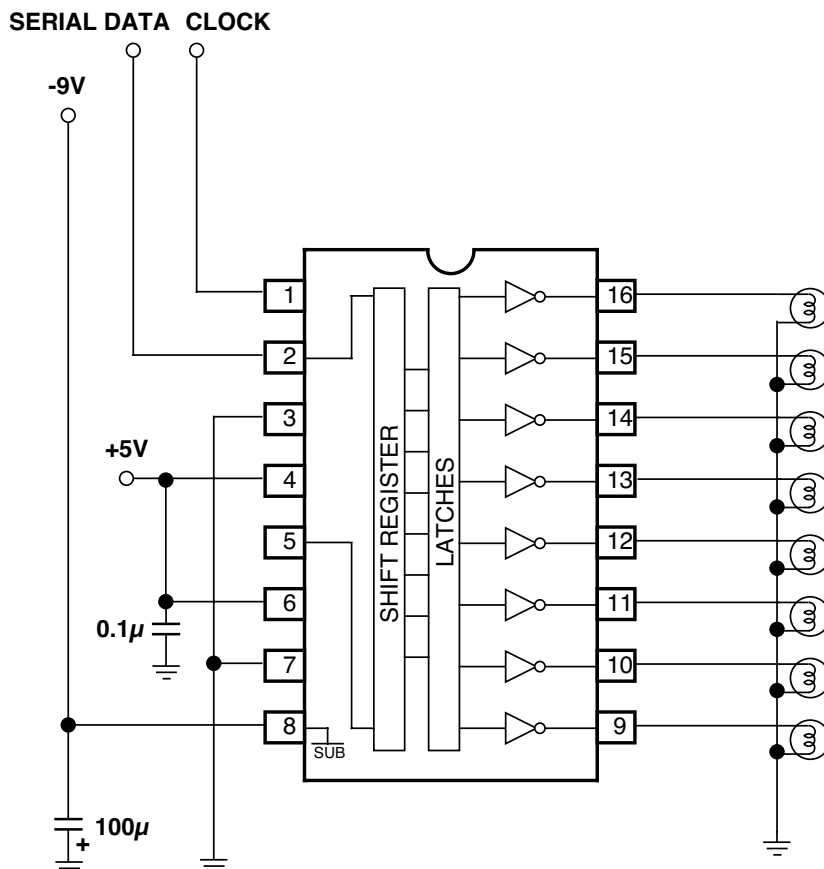 SERIAL DATA CLOCK
-9V
1
16
2
15
3
14
+5V
4
13
5
12
6
11
0.1µ
7
10
8
9
SUB
100µ
+
SHIFT REGISTER
LATCHES